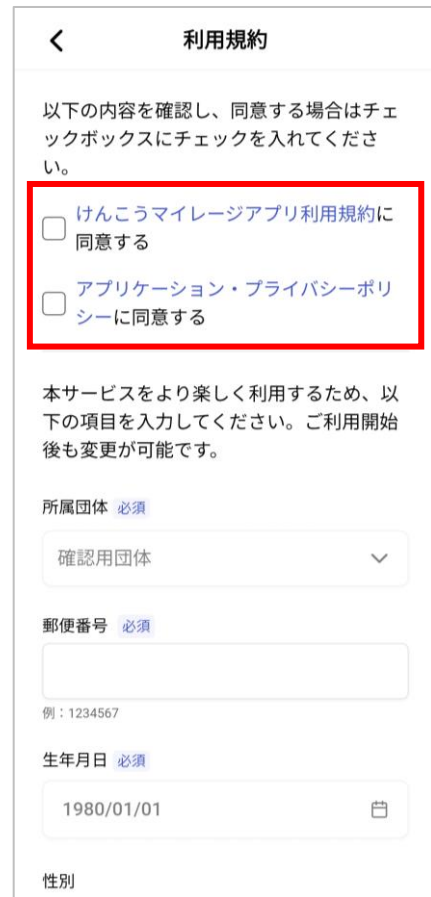 利用規約
以下の内容を確認し、同意する場合はチェ
ックボックスにチェックを入れてくださ
い。
けんこうマイレージアプリ利用規約に
同意する
アプリケーション・プライバシーポリ
シーに同意する
本サービスをより楽しく利用するため、以
下の項目を入力してください。ご利用開始
後も変更が可能です。
所属団体 必須
確認用団体
郵便番号 必須
例：1234567
生年月日 必須
1980/01/01
性別